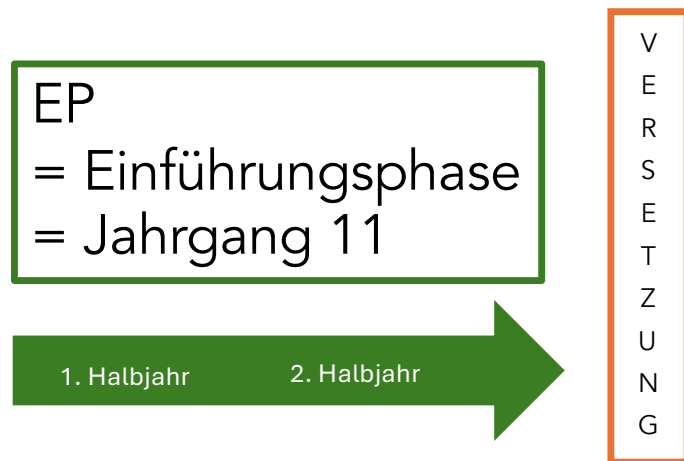 EP
= Einführungsphase
= Jahrgang 11
1. Halbjahr
2. Halbjahr
V
E
R
S
E
T
Z
U
N
G